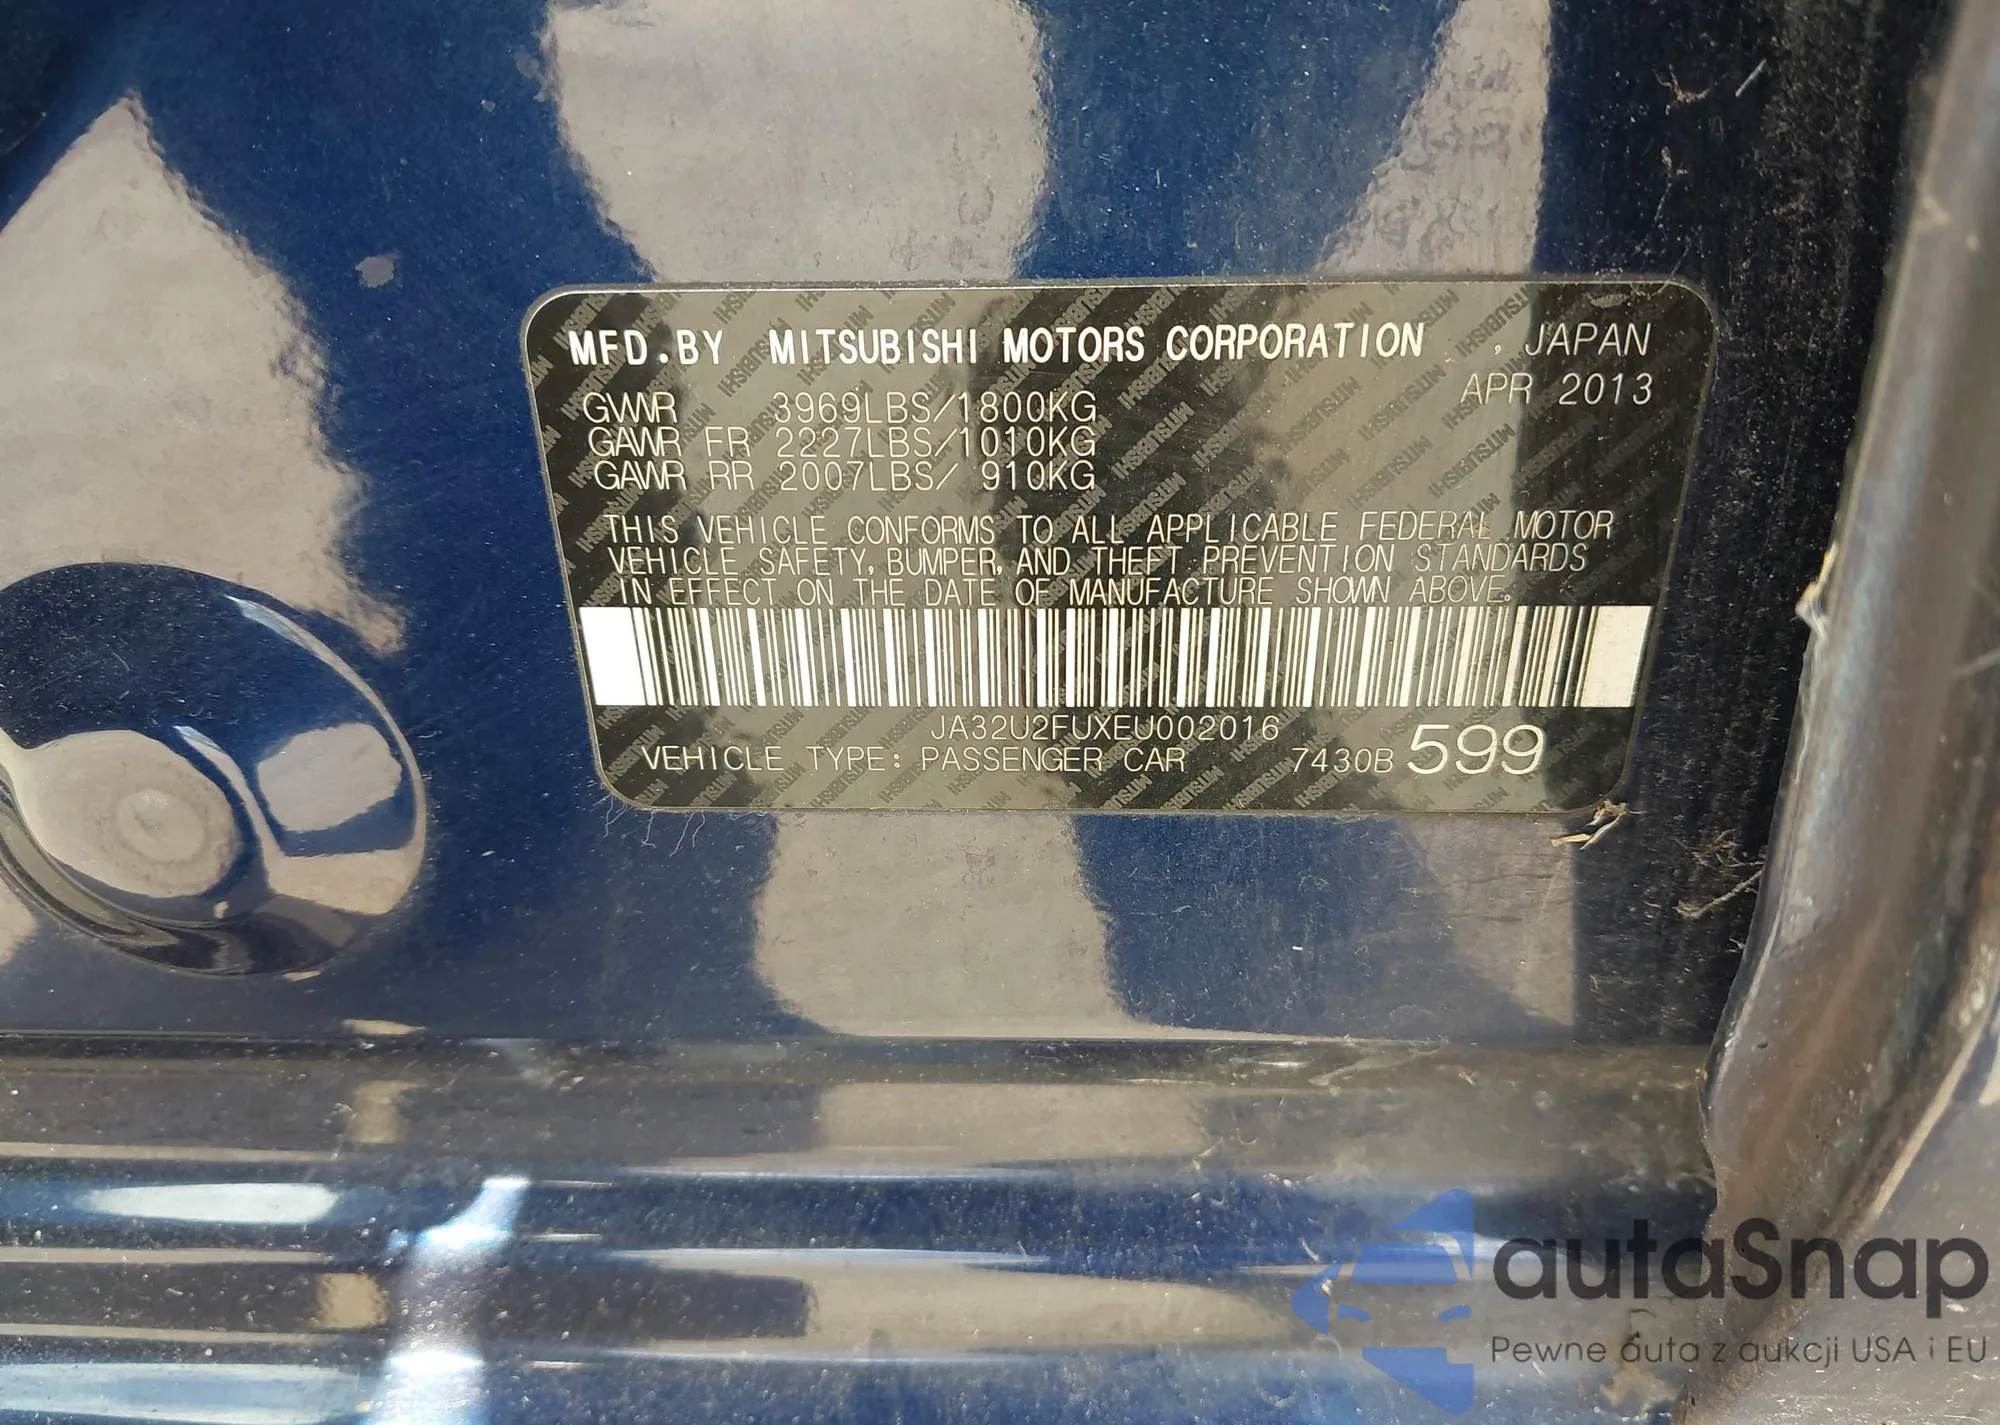 MFD.BY MITSUBISHI MOTORS CORPORATION , JAPAN
APR 2013
GVWR 3969LBS/1800KG
GAWR FR 2227LBS/1010KG
GAWR RR 2007LBS/ 910KG
THIS VEHICLE CONFORMS TO ALL APPLICABLE FEDERAL MOTOR
VEHICLE SAFETY, BUMPER, AND THEFT PREVENTION STANDARDS
IN EFFECT ON THE DATE OF MANUFACTURE SHOWN ABOVE.
JA32U2FUXEU002016
VEHICLE TYPE: PASSENGER CAR 7430B 599
autaSnap
Pewne auta z aukcji USA i EU